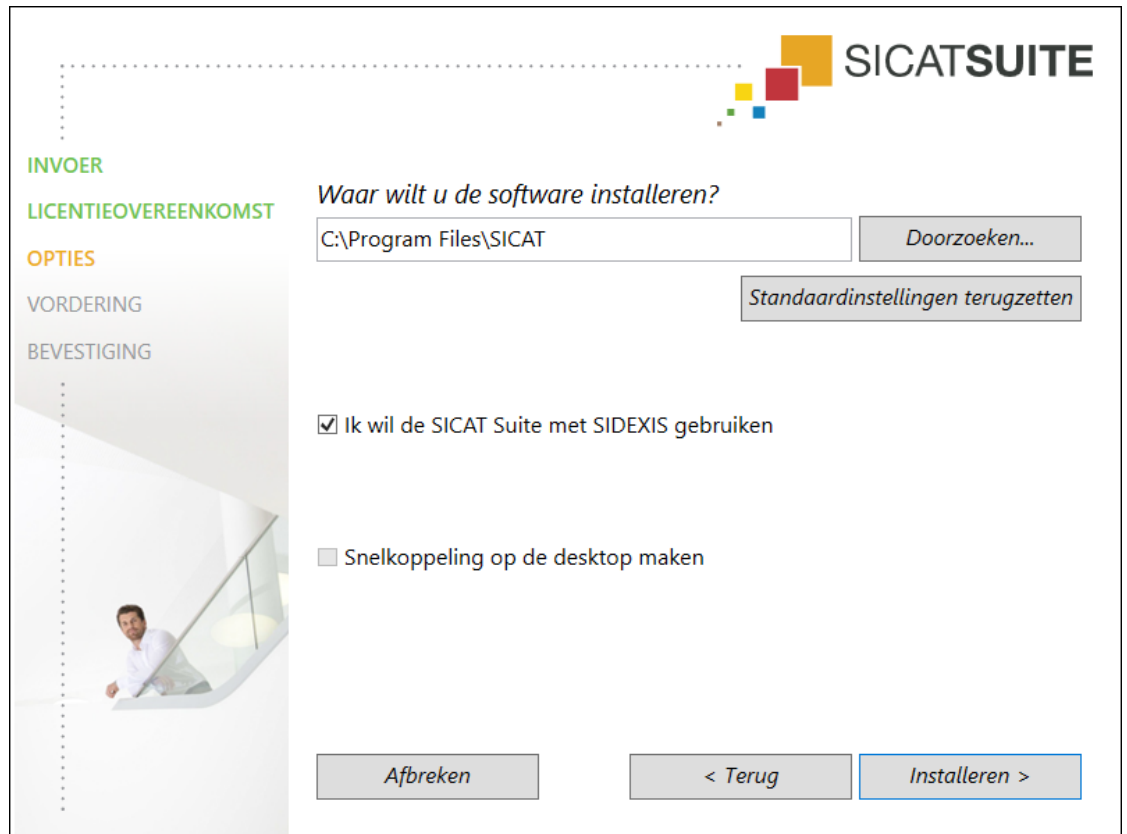 SICATSUITE
INVOER
LICENTIEOVEREENKOMST
OPTIES
VORDERING
BEVESTIGING
Waar wilt u de software installeren?
C:\Program Files\SICAT
Doorzoeken...
Standaardinstellingen terugzetten
Ik wil de SICAT Suite met SIDEXIS gebruiken
Snelkoppeling op de desktop maken
Afbreken
< Terug
Installeren >